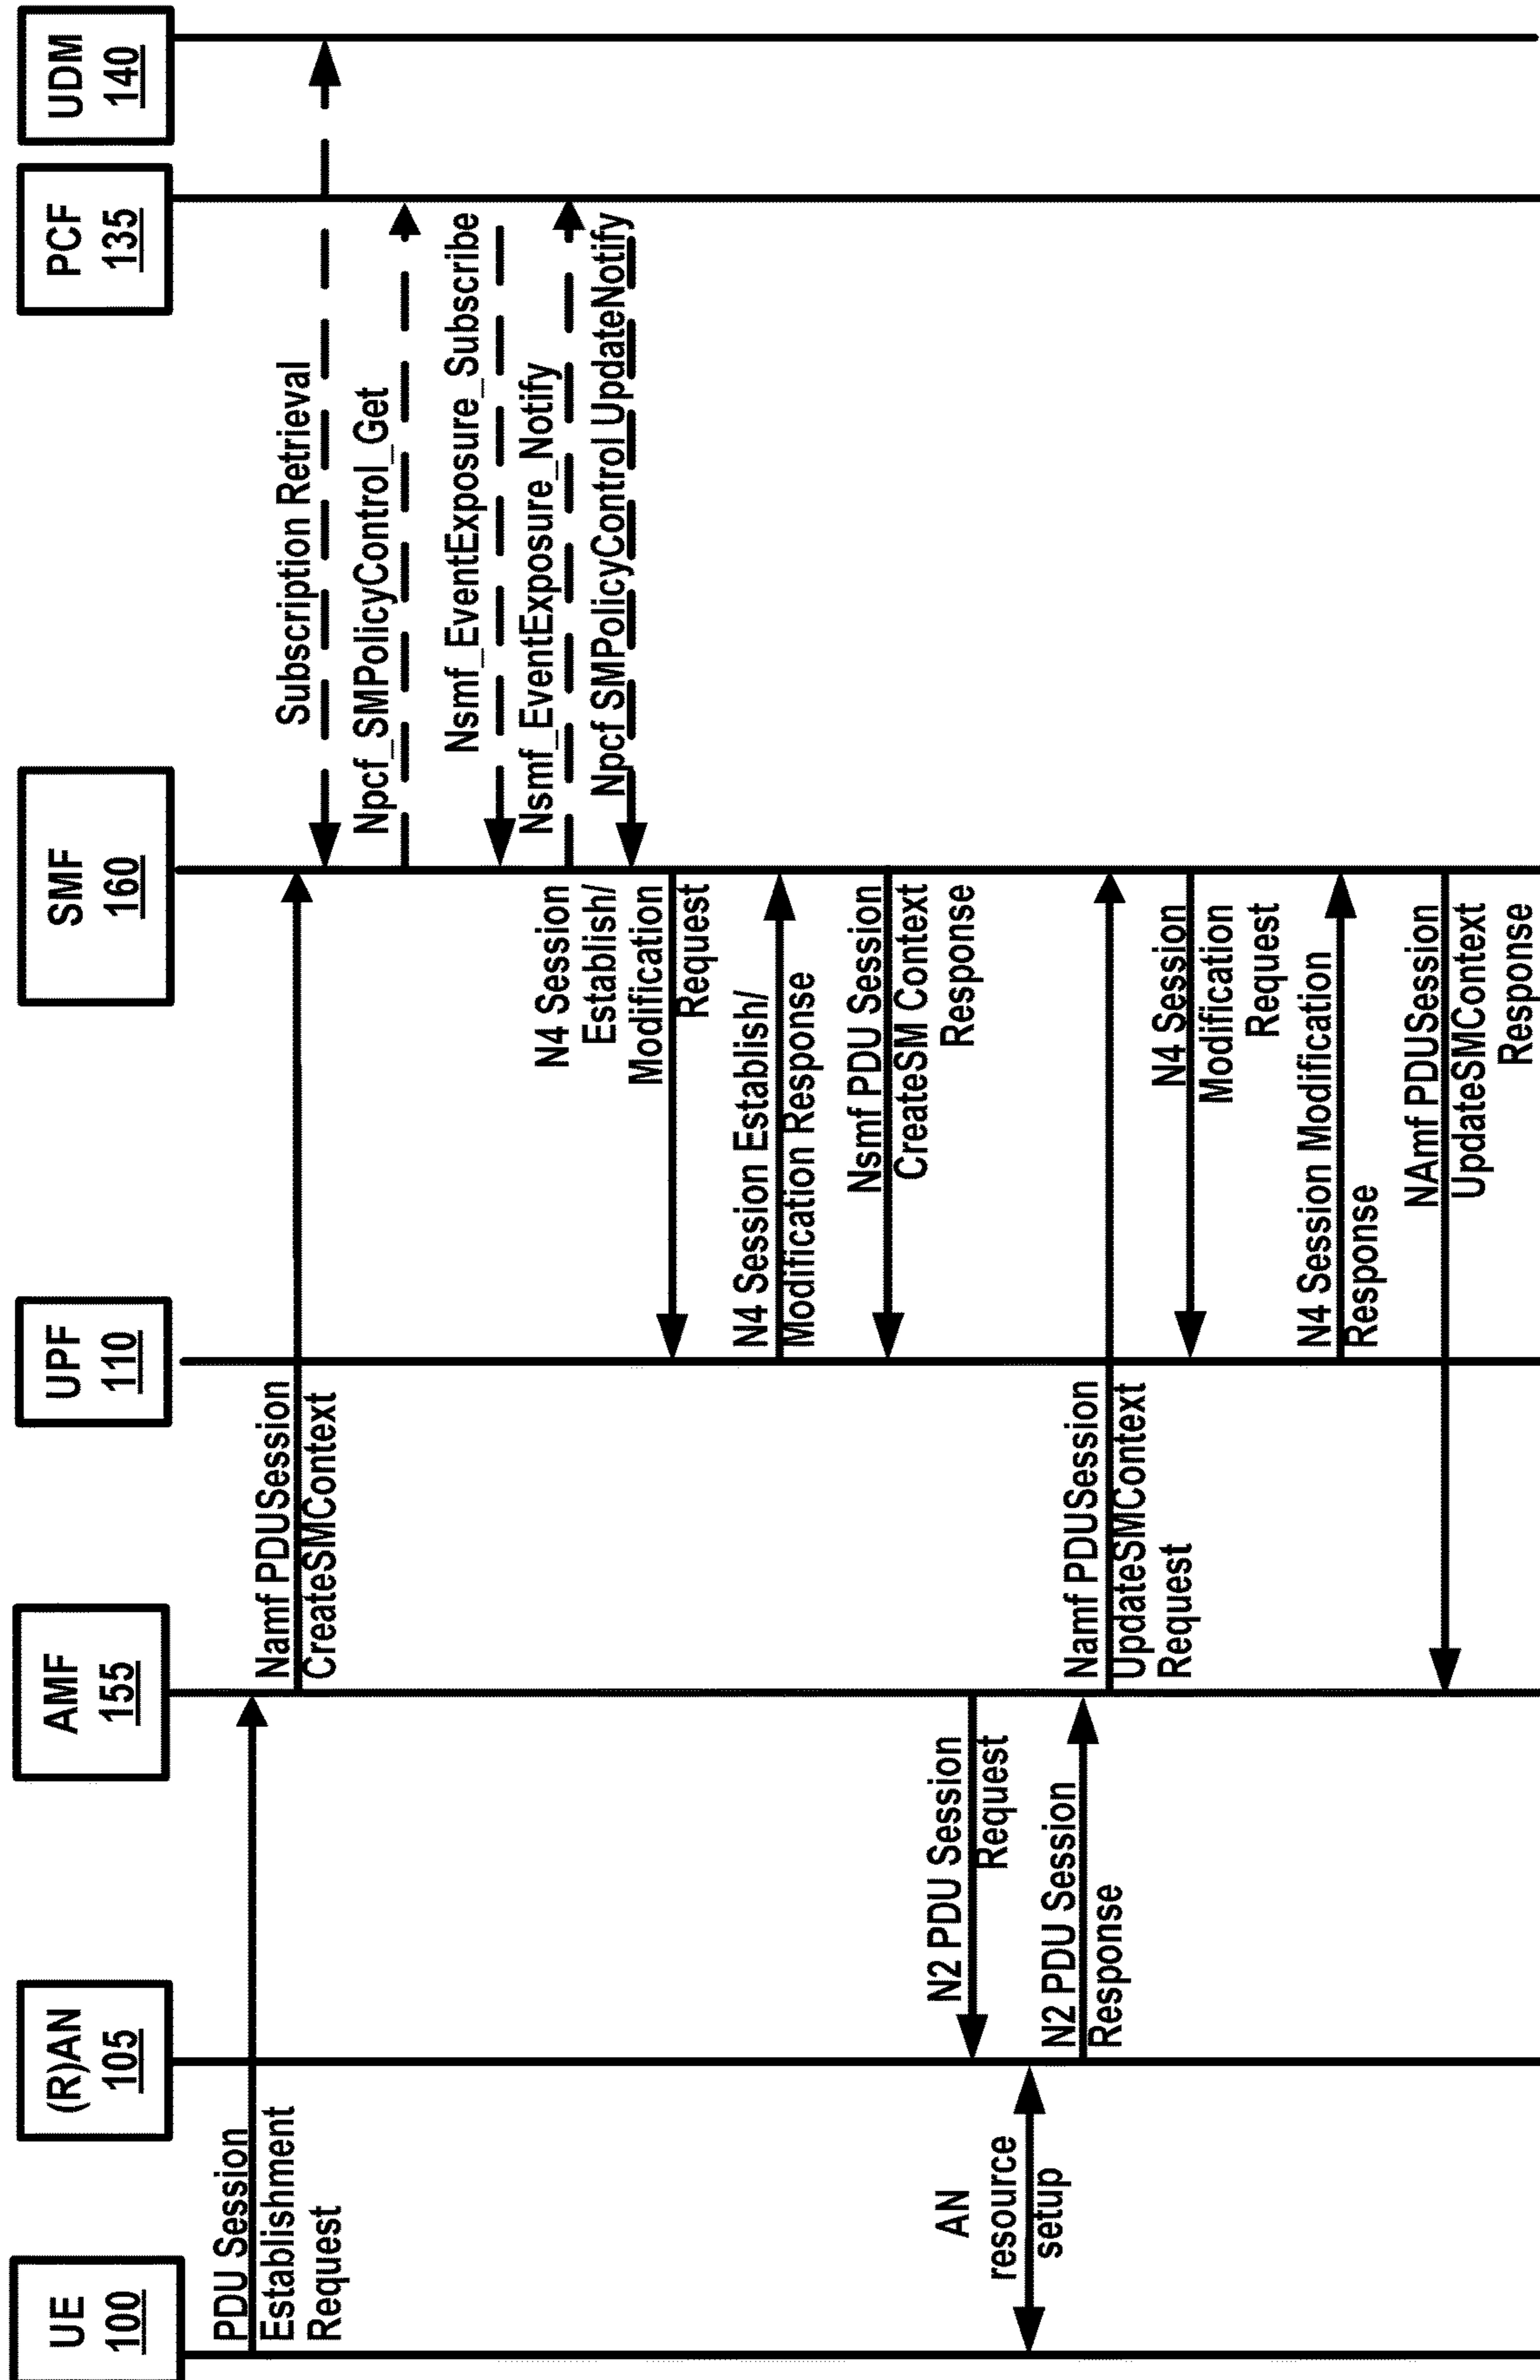 UE
100
(R)AN
105
AMF
155
UPF
110
SMF
160
PCF
135
UDM
140
PDU Session
Establishment
Request
Namf PDUSession
CreateSMContext
Subscription Retrieval
Npcf_SMPolicyControl_Get
Nsmf_EventExposure_Subscribe
Nsmf_EventExposure_Notify
Npcf SMPolicyControl UpdateNotify
N4 Session
Establish/
Modification
Request
N4 Session Establish/
Modification Response
Nsmf PDU Session
CreateSM Context
Response
N2 PDU Session
Request
AN
resource
setup
N2 PDU Session
Response
Namf PDUSession
UpdateSMContext
Request
N4 Session
Modification
Request
N4 Session Modification
Response
NAmf PDUSession
UpdateSMContext
Response